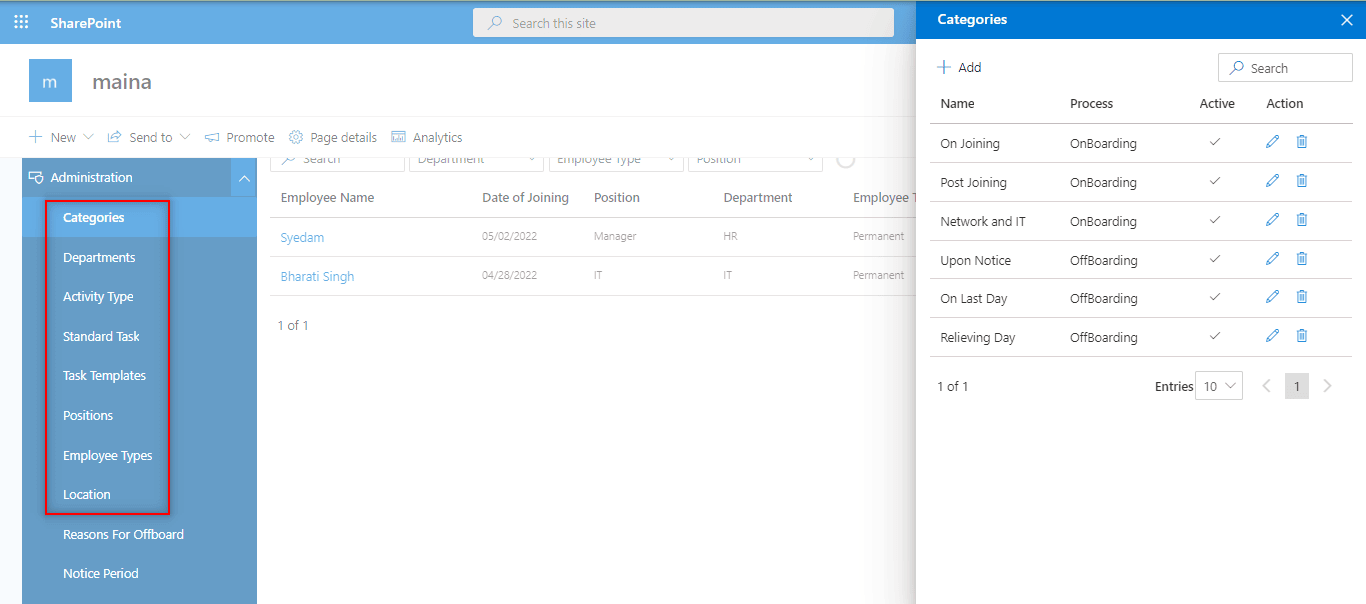 SharePoint
Search this site
m
maina
New
Send to
Promote
Page details
Analytics
Administration
Categories
Departments
Activity Type
Standard Task
Task Templates
Positions
Employee Types
Location
Reasons For Offboard
Notice Period
Search Department Employee Type Position
Employee Name Date of Joining Position Department Employee T
Syedam 05/02/2022 Manager HR Permanent
Bharati Singh 04/28/2022 IT IT Permanent
1 of 1
Categories
Add
Search
Name Process Active Action
On Joining OnBoarding
Post Joining OnBoarding
Network and IT OnBoarding
Upon Notice OffBoarding
On Last Day OffBoarding
Relieving Day OffBoarding
1 of 1 Entries 10 1